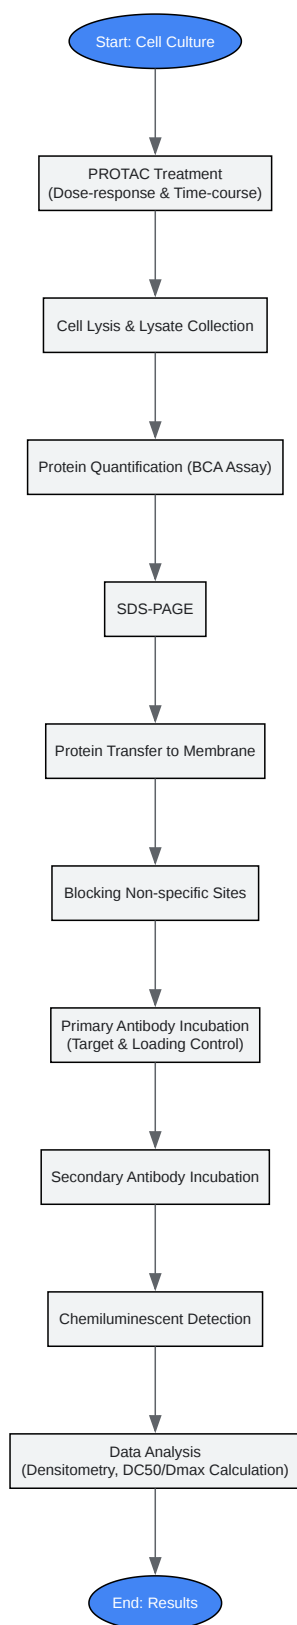 Start: Cell Culture
PROTAC Treatment
(Dose-response & Time-course)
Cell Lysis & Lysate Collection
Protein Quantification (BCA Assay)
SDS-PAGE
Protein Transfer to Membrane
Blocking Non-specific Sites
Primary Antibody Incubation
(Target & Loading Control)
Secondary Antibody Incubation
Chemiluminescent Detection
Data Analysis
(Densitometry, DC50/Dmax Calculation)
End: Results